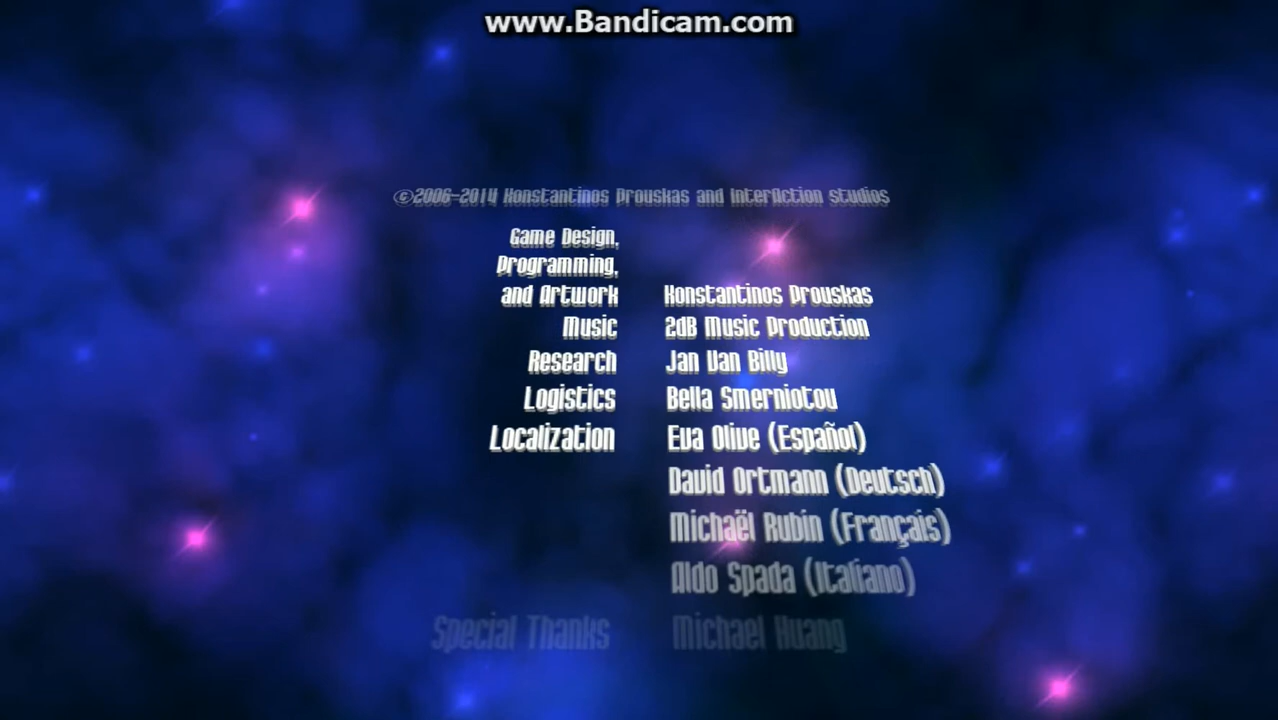 www.Bandicam.com
©2006-2014 Konstantinos Prouskas and InterAction studios
Game Design,
Programming,
and Artwork Konstantinos Prouskas
Music 2dB Music Production
Research Jan Van Billy
Logistics Bella Smerniotou
Localization Eva Olive (Español)
David Ortmann (Deutsch)
Michaël Rubin (Français)
Aldo Spada (Italiano)
Special Thanks Michael Huang